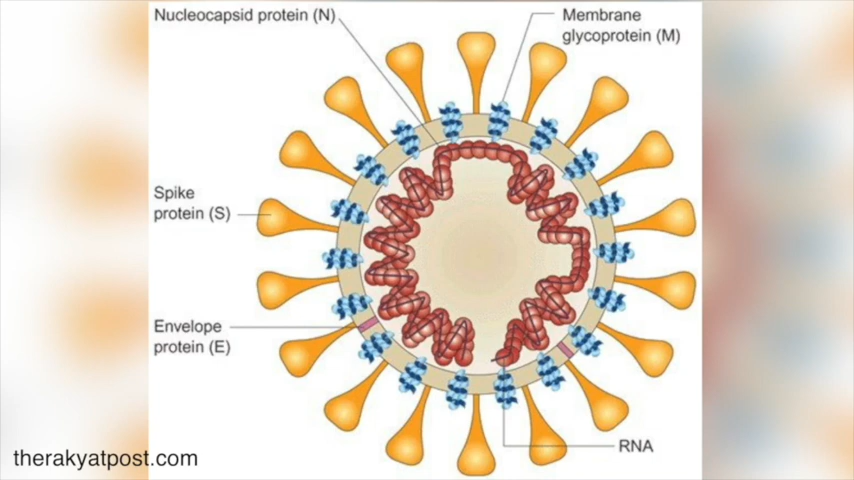 Nucleocapsid protein (N)
Membrane
glycoprotein (M)
Spike
protein (S)
Envelope
protein (E)
RNA
therakyatpost.com